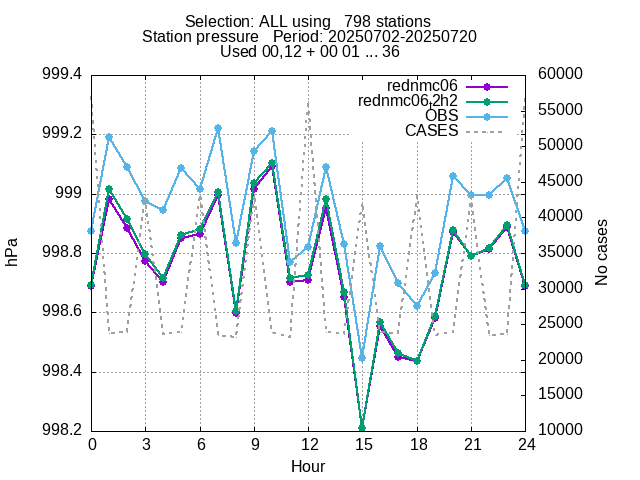 Selection: ALL using   798 stations
Station pressure   Period: 20250702-20250720
Used 00,12 + 00 01 ... 36
999.4
999.2
999
998.8
998.6
998.4
998.2
hPa
60000
55000
50000
45000
40000
35000
30000
25000
20000
15000
10000
No cases
rednmc06
rednmc06,2h2
OBS
CASES
0 3 6 9 12 15 18 21 24
Hour